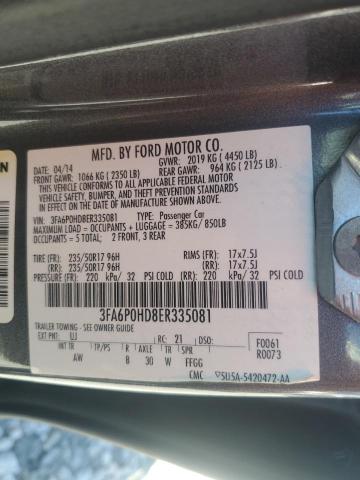 MFD. BY FORD MOTOR CO.
DATE: 04/14 GVWR: 2019 KG ( 4450 LB)
FRONT GAWR: 1066 KG ( 2350 LB) REAR GAWR: 964 KG ( 2125 LB)
THIS VEHICLE CONFORMS TO ALL APPLICABLE FEDERAL MOTOR
VEHICLE SAFETY, BUMPER, AND THEFT PREVENTION STANDARDS IN
EFFECT ON THE DATE OF MANUFACTURE SHOWN ABOVE.
VIN: 3FA6P0HD8ER335081 TYPE: Passenger Car
MAXIMUM LOAD = OCCUPANTS + LUGGAGE = 385KG/ 850LB
OCCUPANTS = 5 TOTAL: 2 FRONT, 3 REAR
FR TIRE: 235/50R17 96H RIMS (FR): 17x7.5J
RR TIRE: 235/50R17 96H RIMS (RR): 17x7.5J
PRESSURE: (FR) 220 kPa/ 32 PSI COLD (RR) 220 kPa/ 32 PSI COLD
3FA6P0HD8ER335081
TRAILER TOWING - SEE OWNER GUIDE
EXT PNT: UJ RC: 21 DSO: F0061
R0073
INT TR TP/PS R AXLE TR SPR
AW B 30 W FFGG
CMC ▽5U5A-5420472-AA